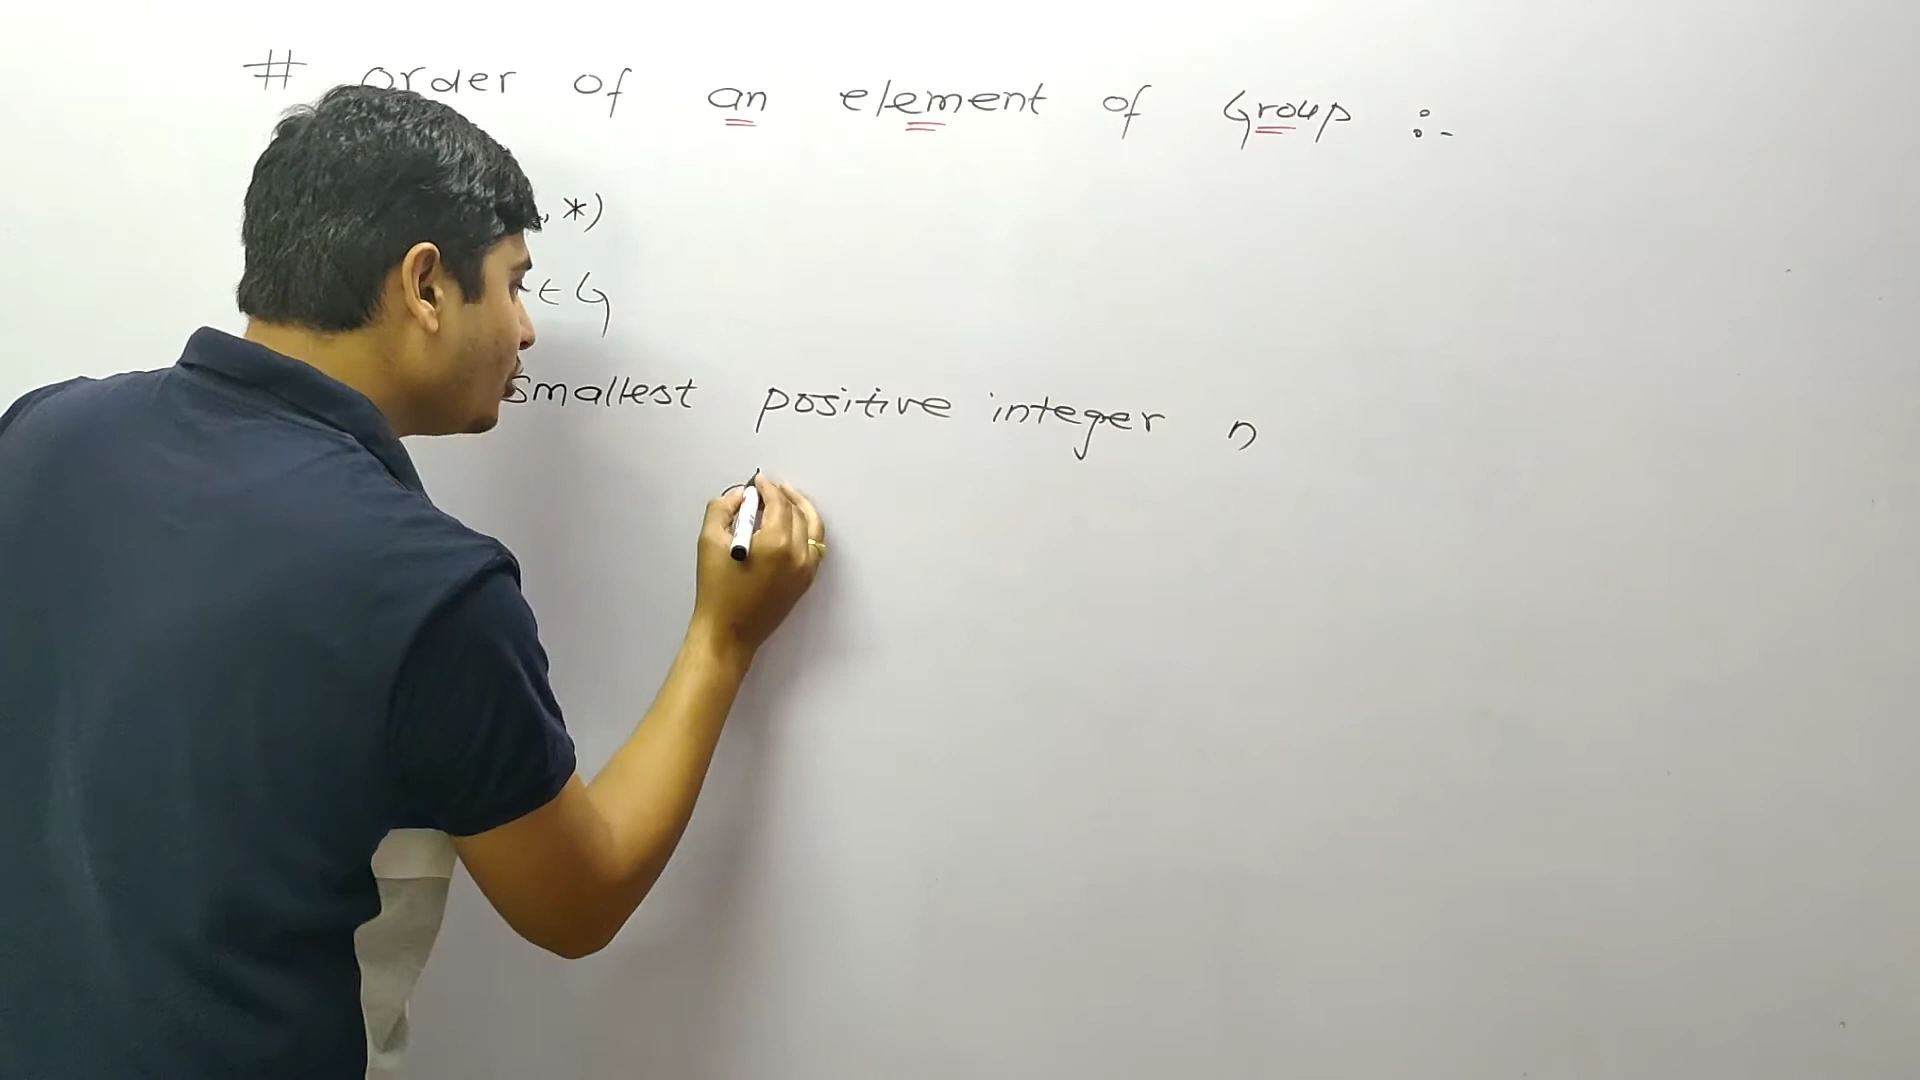 # order of an element of Group :-
, *)
∈ G
smallest positive integer n